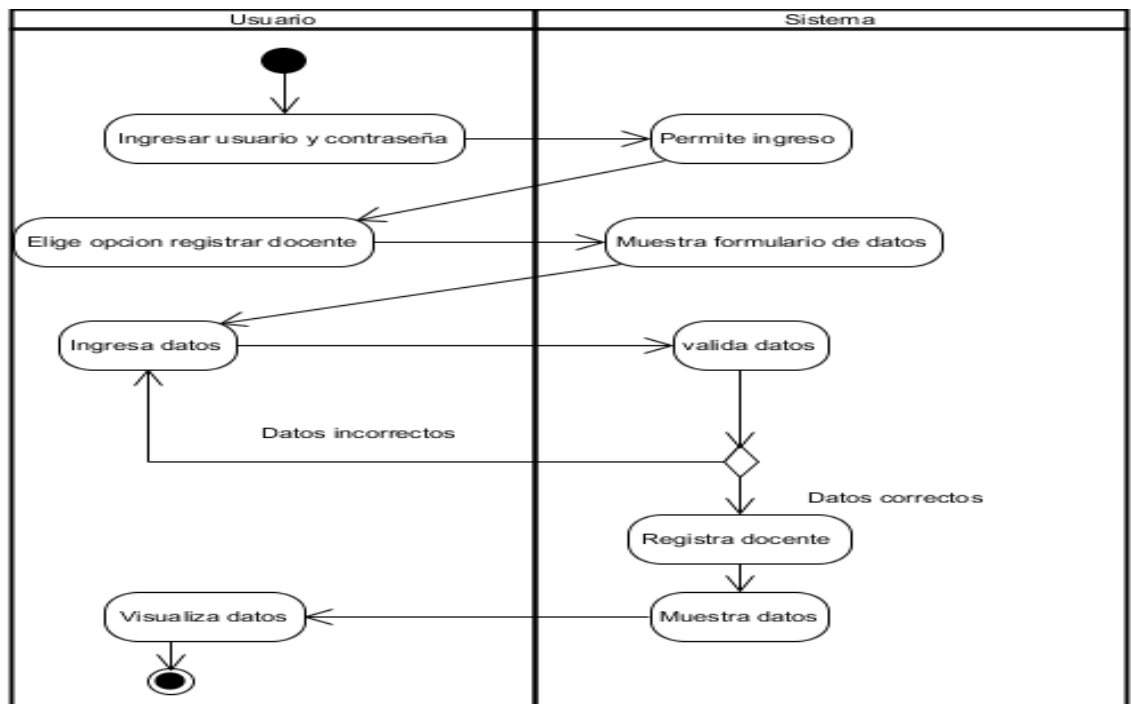 Usuario
Sistema
Ingresar usuario y contraseña
Permite ingreso
Elige opcion registrar docente
Muestra formulario de datos
Ingresa datos
valida datos
Datos incorrectos
Datos correctos
Registra docente
Visualiza datos
Muestra datos